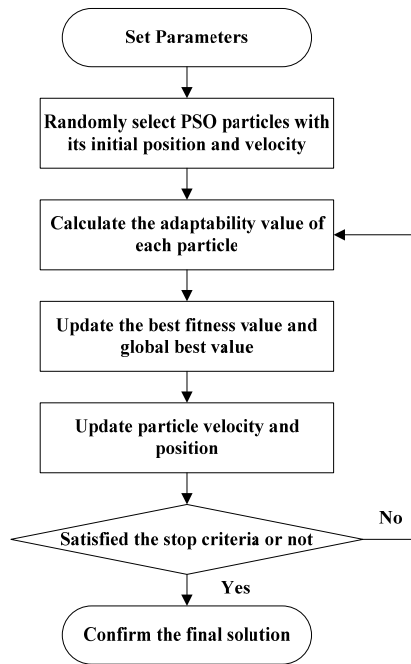 Set Parameters
Randomly select PSO particles with
its initial position and velocity
Calculate the adaptability value of
each particle
Update the best fitness value and
global best value
Update particle velocity and
position
Satisfied the stop criteria or not
No
Yes
Confirm the final solution